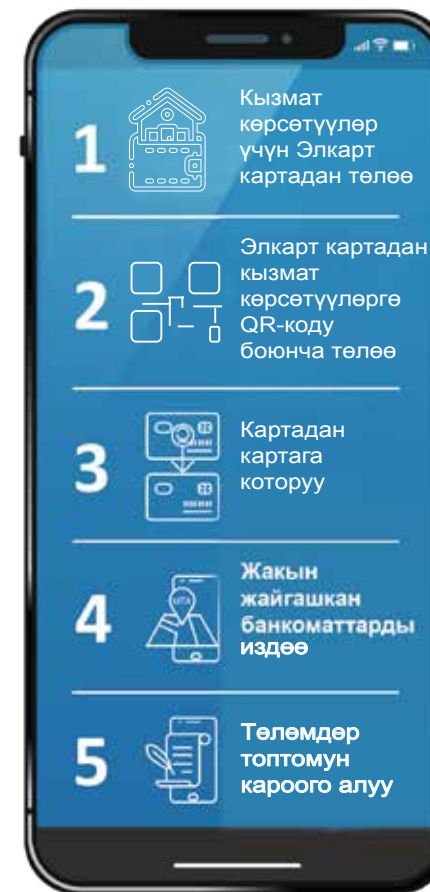 1
Кызмат
көрсөтүүлөр
үчүн Элкарт
картадан төлөө
2
Элкарт картадан
кызмат
көрсөтүүлөргө
QR-коду
боюнча төлөө
3
Картадан
картага
которуу
4
Жакын
жайгашкан
банкоматтарды
издөө
5
Төлөмдөр
топтомун
кароого алуу